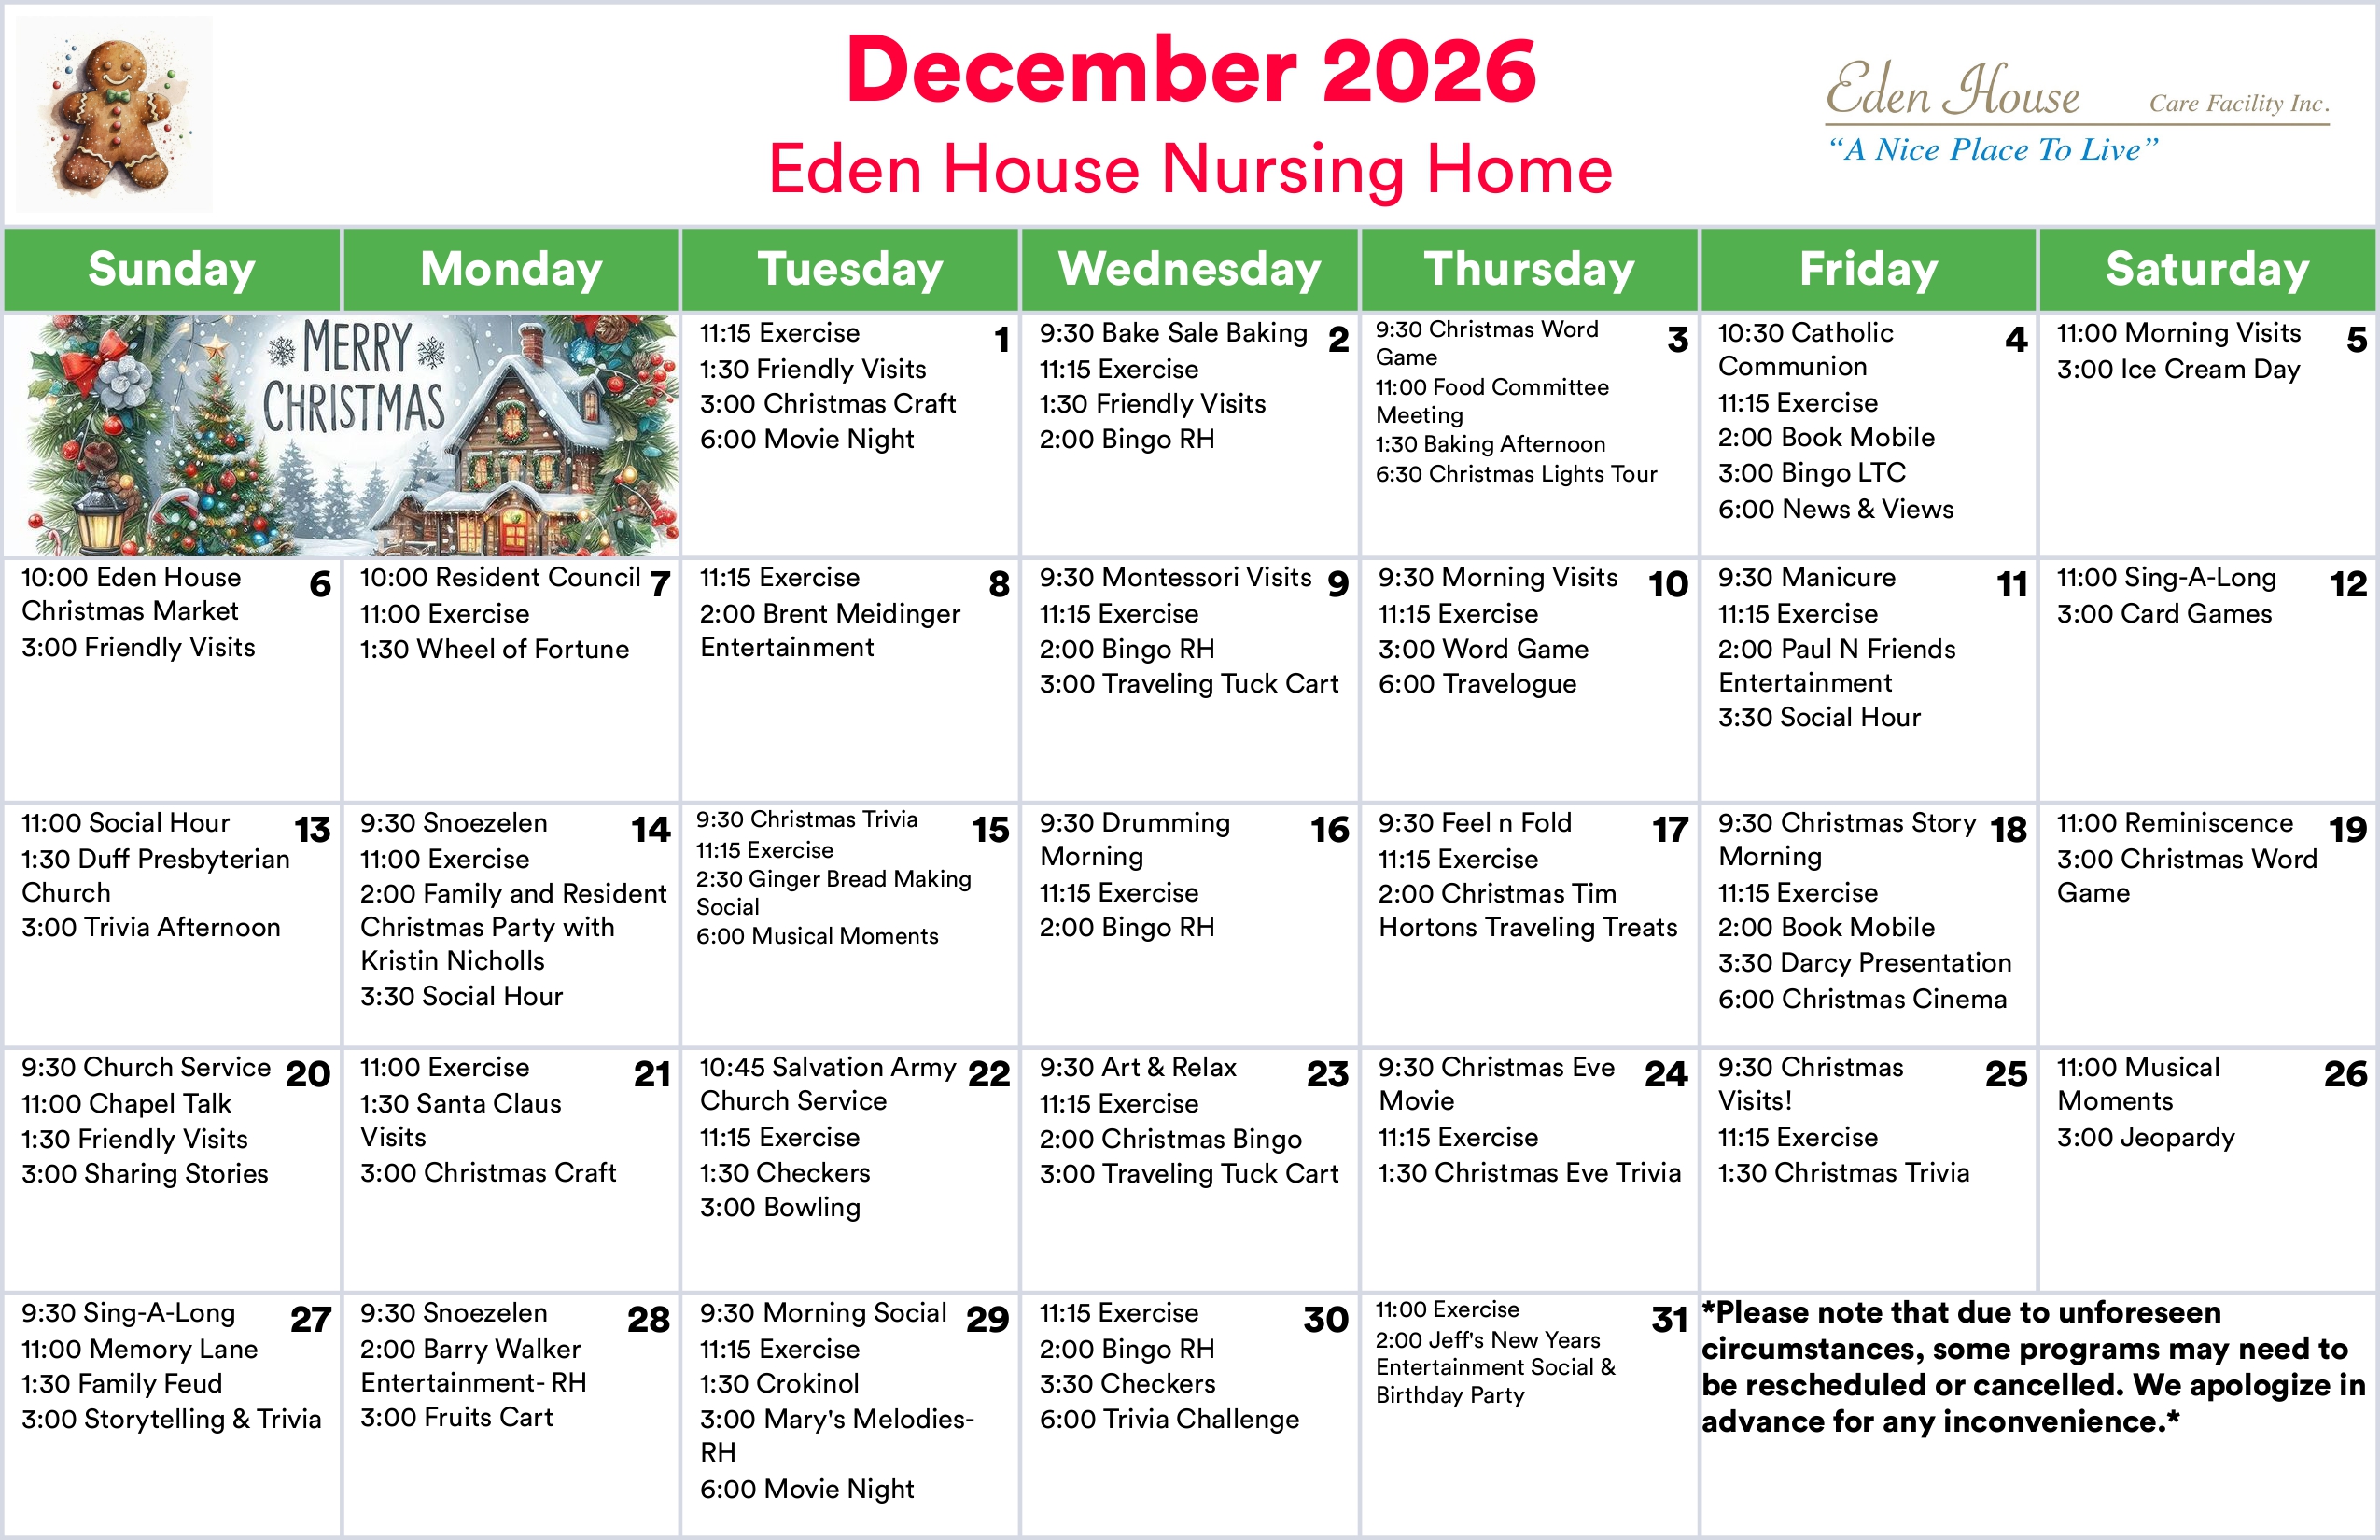 December 2026
Eden House Nursing Home
Eden House Care Facility Inc.
“A Nice Place To Live”
Sunday Monday Tuesday Wednesday Thursday Friday Saturday
MERRY
CHRISTMAS
1
11:15 Exercise
1:30 Friendly Visits
3:00 Christmas Craft
6:00 Movie Night
2
9:30 Bake Sale Baking
11:15 Exercise
1:30 Friendly Visits
2:00 Bingo RH
3
9:30 Christmas Word
Game
11:00 Food Committee
Meeting
1:30 Baking Afternoon
6:30 Christmas Lights Tour
4
10:30 Catholic
Communion
11:15 Exercise
2:00 Book Mobile
3:00 Bingo LTC
6:00 News & Views
5
11:00 Morning Visits
3:00 Ice Cream Day
6
10:00 Eden House
Christmas Market
3:00 Friendly Visits
7
10:00 Resident Council
11:00 Exercise
1:30 Wheel of Fortune
8
11:15 Exercise
2:00 Brent Meidinger
Entertainment
9
9:30 Montessori Visits
11:15 Exercise
2:00 Bingo RH
3:00 Traveling Tuck Cart
10
9:30 Morning Visits
11:15 Exercise
3:00 Word Game
6:00 Travelogue
11
9:30 Manicure
11:15 Exercise
2:00 Paul N Friends
Entertainment
3:30 Social Hour
12
11:00 Sing-A-Long
3:00 Card Games
13
11:00 Social Hour
1:30 Duff Presbyterian
Church
3:00 Trivia Afternoon
14
9:30 Snoezelen
11:00 Exercise
2:00 Family and Resident
Christmas Party with
Kristin Nicholls
3:30 Social Hour
15
9:30 Christmas Trivia
11:15 Exercise
2:30 Ginger Bread Making
Social
6:00 Musical Moments
16
9:30 Drumming
Morning
11:15 Exercise
2:00 Bingo RH
17
9:30 Feel n Fold
11:15 Exercise
2:00 Christmas Tim
Hortons Traveling Treats
18
9:30 Christmas Story
Morning
11:15 Exercise
2:00 Book Mobile
3:30 Darcy Presentation
6:00 Christmas Cinema
19
11:00 Reminiscence
3:00 Christmas Word
Game
20
9:30 Church Service
11:00 Chapel Talk
1:30 Friendly Visits
3:00 Sharing Stories
21
11:00 Exercise
1:30 Santa Claus
Visits
3:00 Christmas Craft
22
10:45 Salvation Army
Church Service
11:15 Exercise
1:30 Checkers
3:00 Bowling
23
9:30 Art & Relax
11:15 Exercise
2:00 Christmas Bingo
3:00 Traveling Tuck Cart
24
9:30 Christmas Eve
Movie
11:15 Exercise
1:30 Christmas Eve Trivia
25
9:30 Christmas
Visits!
11:15 Exercise
1:30 Christmas Trivia
26
11:00 Musical
Moments
3:00 Jeopardy
27
9:30 Sing-A-Long
11:00 Memory Lane
1:30 Family Feud
3:00 Storytelling & Trivia
28
9:30 Snoezelen
2:00 Barry Walker
Entertainment- RH
3:00 Fruits Cart
29
9:30 Morning Social
11:15 Exercise
1:30 Crokinol
3:00 Mary's Melodies-
RH
6:00 Movie Night
30
11:15 Exercise
2:00 Bingo RH
3:30 Checkers
6:00 Trivia Challenge
31
11:00 Exercise
2:00 Jeff's New Years
Entertainment Social &
Birthday Party
*Please note that due to unforeseen
circumstances, some programs may need to
be rescheduled or cancelled. We apologize in
advance for any inconvenience.*